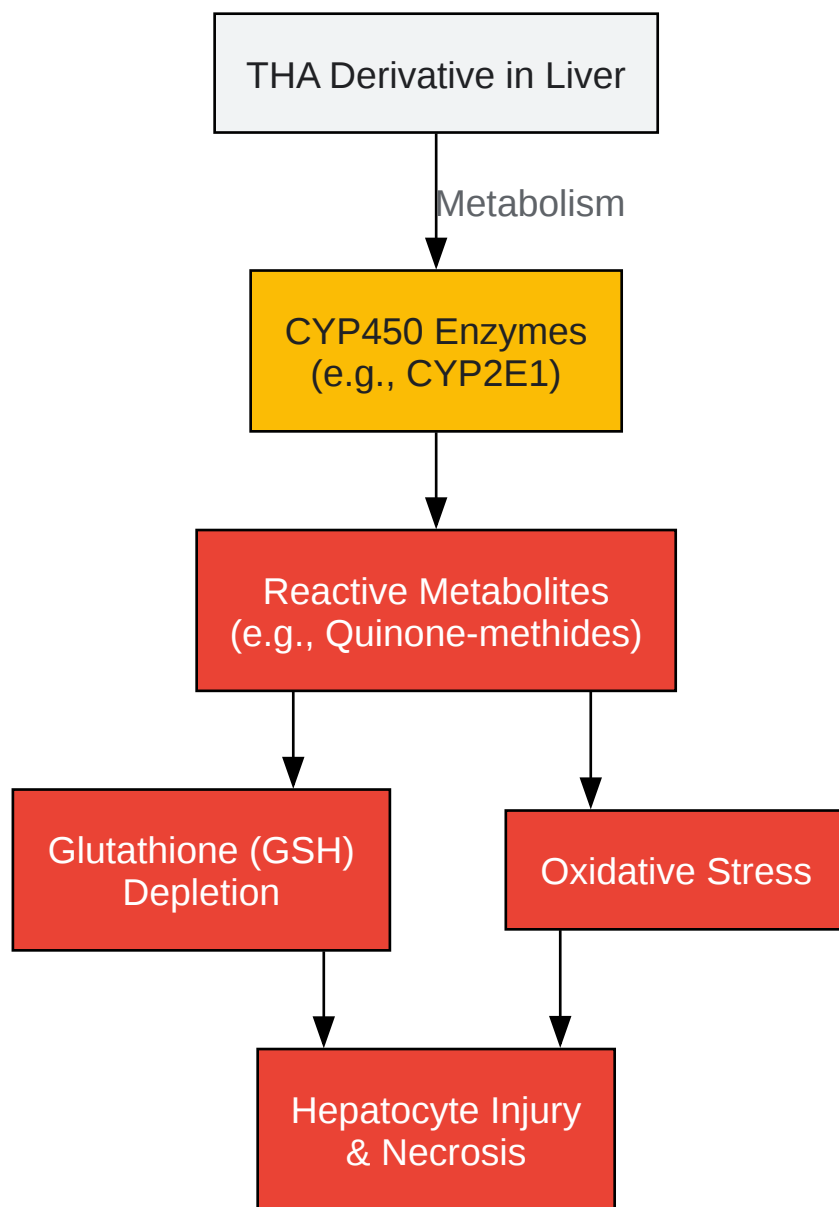 THA Derivative in Liver
Metabolism
CYP450 Enzymes
(e.g., CYP2E1)
Reactive Metabolites
(e.g., Quinone-methides)
Glutathione (GSH)
Depletion
Oxidative Stress
Hepatocyte Injury
& Necrosis